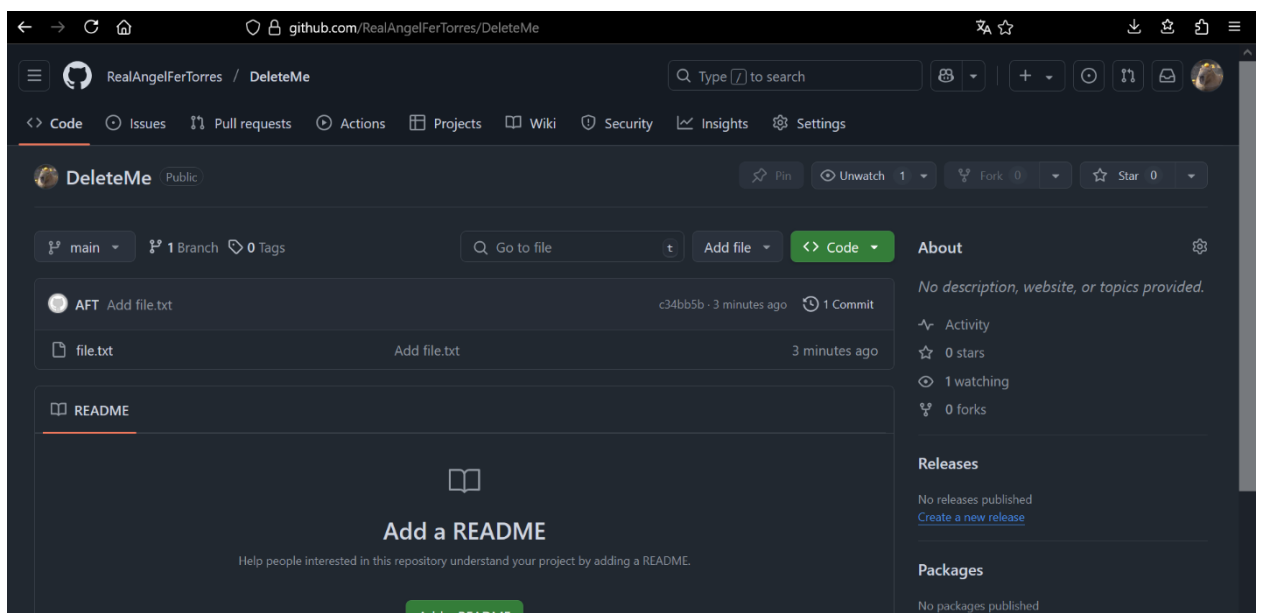 github.com/RealAngelFerTorres/DeleteMe
RealAngelFerTorres / DeleteMe
Type / to search
Code Issues Pull requests Actions Projects Wiki Security Insights Settings
DeleteMe Public
Pin Unwatch 1 Fork 0 Star 0
main 1 Branch 0 Tags
Go to file t Add file Code
AFT Add file.txt c34bb5b · 3 minutes ago 1 Commit
file.txt Add file.txt 3 minutes ago
README
Add a README
Help people interested in this repository understand your project by adding a README.
About
No description, website, or topics provided.
Activity
0 stars
1 watching
0 forks
Releases
No releases published
Create a new release
Packages
No packages published